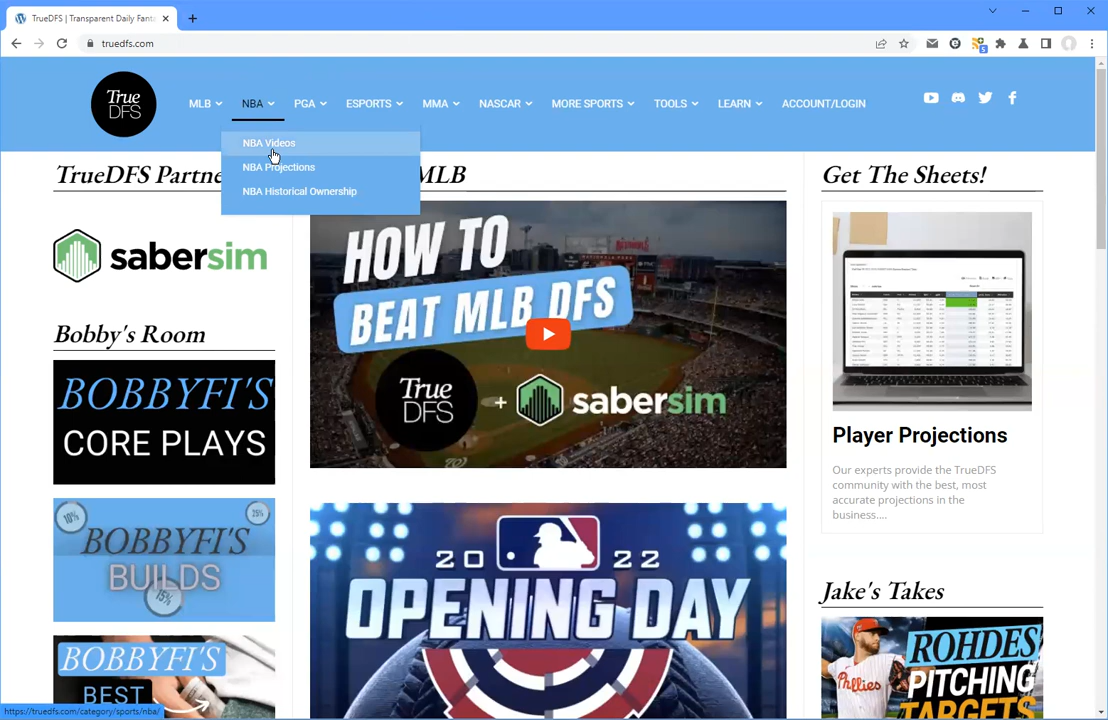 TrueDFS | Transparent Daily Fanta
truedfs.com
5
True
DFS
MLB
NBA
PGA
ESPORTS
MMA
NASCAR
MORE SPORTS
TOOLS
LEARN
ACCOUNT/LOGIN
NBA Videos
NBA Projections
NBA Historical Ownership
TrueDFS Partne
MLB
Get The Sheets!
sabersim
HOW TO
BEAT MLB DFS
True
DFS
+
sabersim
Player Projections
Our experts provide the TrueDFS
community with the best, most
accurate projections in the
business....
Bobby's Room
BOBBYFI'S
CORE PLAYS
10%
25%
BOBBYFI'S
BUILDS
15%
BOBBYFI'S
BEST
2022
OPENING DAY
Jake's Takes
ROHDES
PITCHING
TARGETS
Phillies
https://truedfs.com/category/sports/nba/